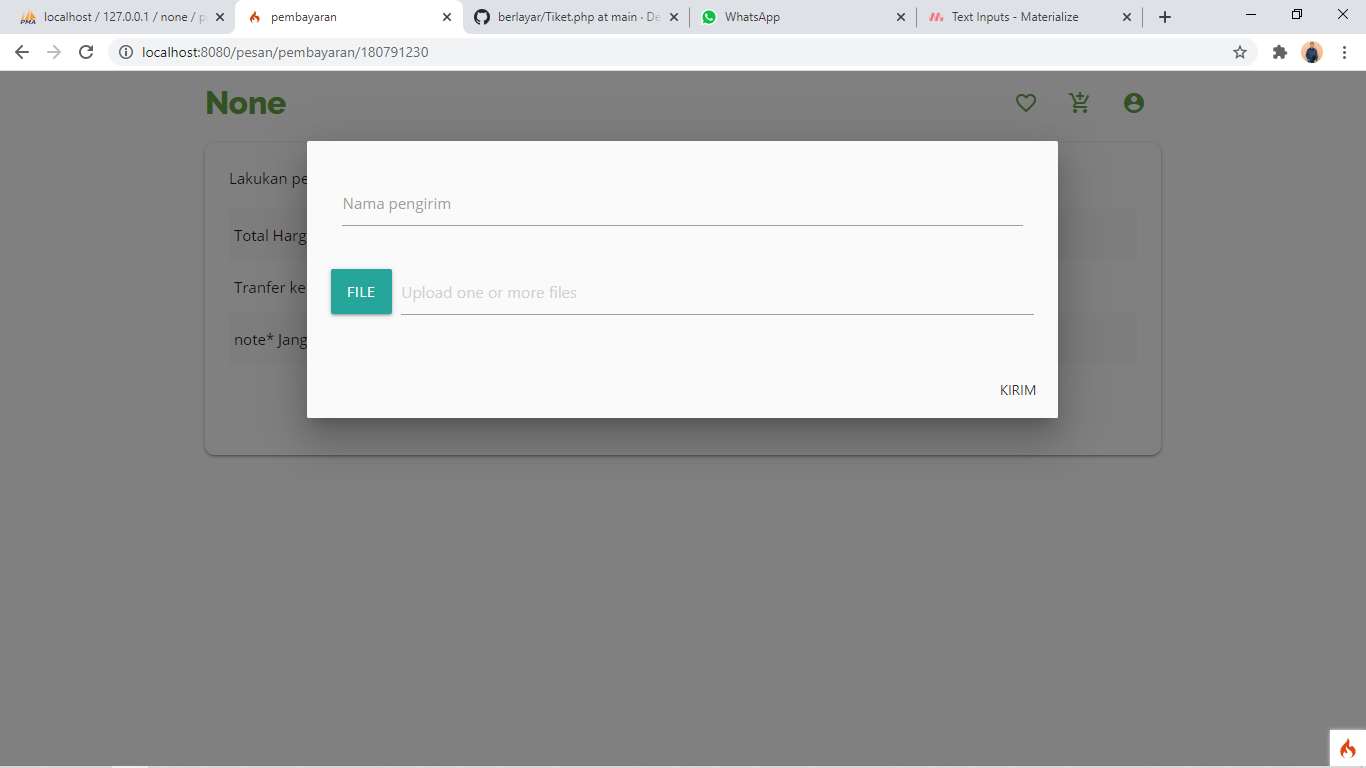 localhost / 127.0.0.1 / none / p
pembayaran
berlayar/Tiket.php at main · De
WhatsApp
Text Inputs - Materialize
localhost:8080/pesan/pembayaran/180791230
None
Lakukan pe
Nama pengirim
Total Harg
FILE
Upload one or more files
Tranfer ke
note* Jang
KIRIM